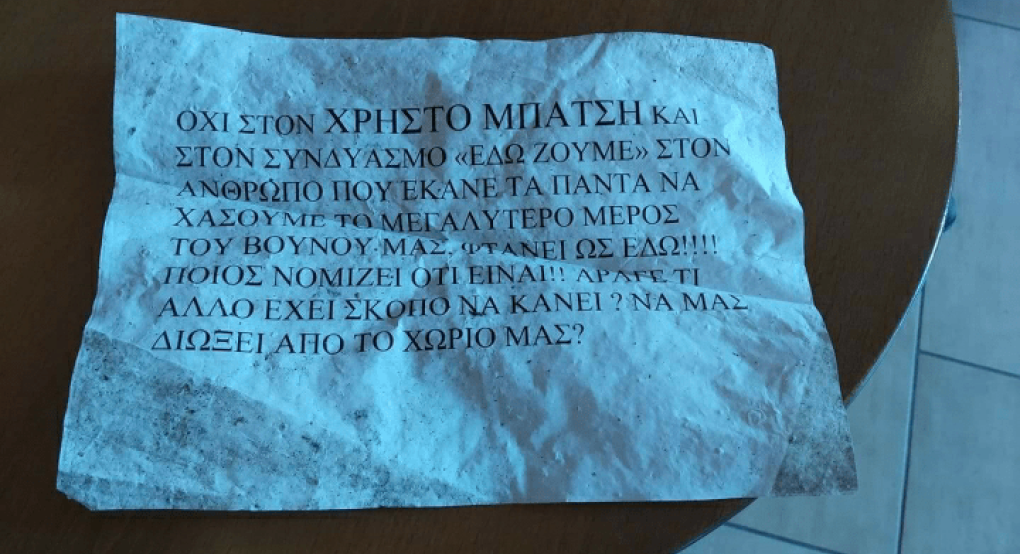 ΟΧΙ ΣΤΟΝ ΧΡΗΣΤΟ ΜΠΑΤΣΗ ΚΑΙ
ΣΤΟΝ ΣΥΝΔΥΑΣΜΟ «ΕΔΩ ΖΟΥΜΕ» ΣΤΟΝ
ΑΝΘΡΩΠΟ ΠΟΥ ΕΚΑΝΕ ΤΑ ΠΑΝΤΑ ΝΑ
ΧΑΣΟΥΜΕ ΤΟ ΜΕΓΑΛΥΤΕΡΟ ΜΕΡΟΣ
ΤΟΥ ΒΟΥΝΟΥ ΜΑΣ. ΦΤΑΝΕΙ ΩΣ ΕΔΩ!!!!
ΠΟΙΟΣ ΝΟΜΙΖΕΙ ΟΤΙ ΕΙΝΑΙ!! ΑΡΑΓΕ ΤΙ
ΑΛΛΟ ΕΧΕΙ ΣΚΟΠΟ ΝΑ ΚΑΝΕΙ ? ΝΑ ΜΑΣ
ΔΙΩΞΕΙ ΑΠΟ ΤΟ ΧΩΡΙΟ ΜΑΣ?